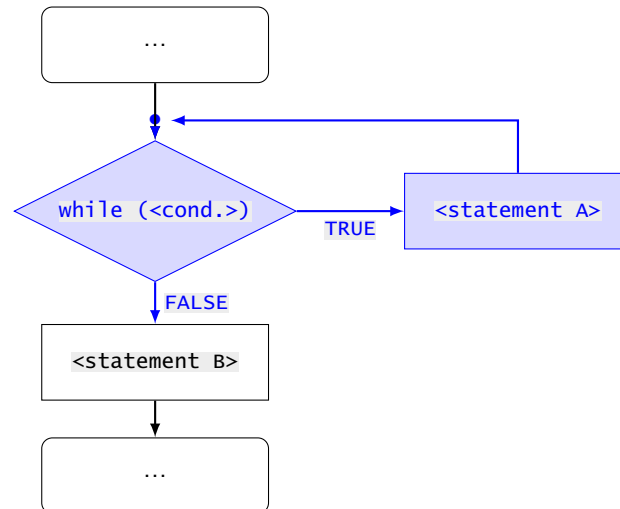 ...
while (<cond.>)
<statement A>
TRUE
FALSE
<statement B>
...